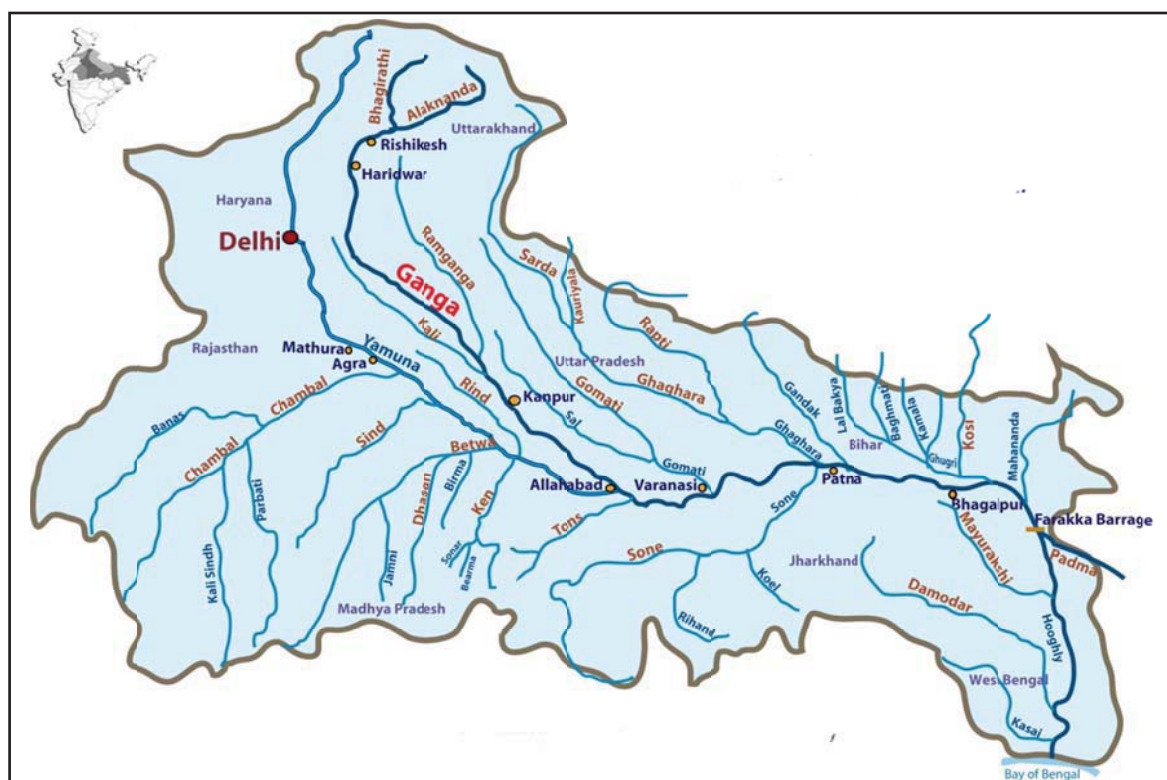 Bhagirathi
Alaknanda
Uttarakhand
Rishikesh
Haridwar
Haryana
Delhi
Ramganga
Ganga
Sarda
Kauriyala
Kali
Rapti
Rajasthan
Mathura
Agra
Yamuna
Uttar Pradesh
Chambal
Rind
Kanpur
Gomati
Ghaghara
Gandak
Lal Bakya
Baghmati
Kamala
Kosi
Banas
Chambal
Sind
Betwa
Sal
Ghaghara
Bihar
Ghugri
Mahananda
Parbati
Birma
Dhasan
Ken
Allahabad
Gomati
Varanasi
Patna
Bhagalpur
Sone
Tons
Farakka Barrage
Kali Sindh
Jamni
Sonar
Bearma
Sone
Koel
Jharkhand
Mayurakshi
Padma
Madhya Pradesh
Rihand
Damodar
Hooghly
West Bengal
Kasai
Bay of Bengal